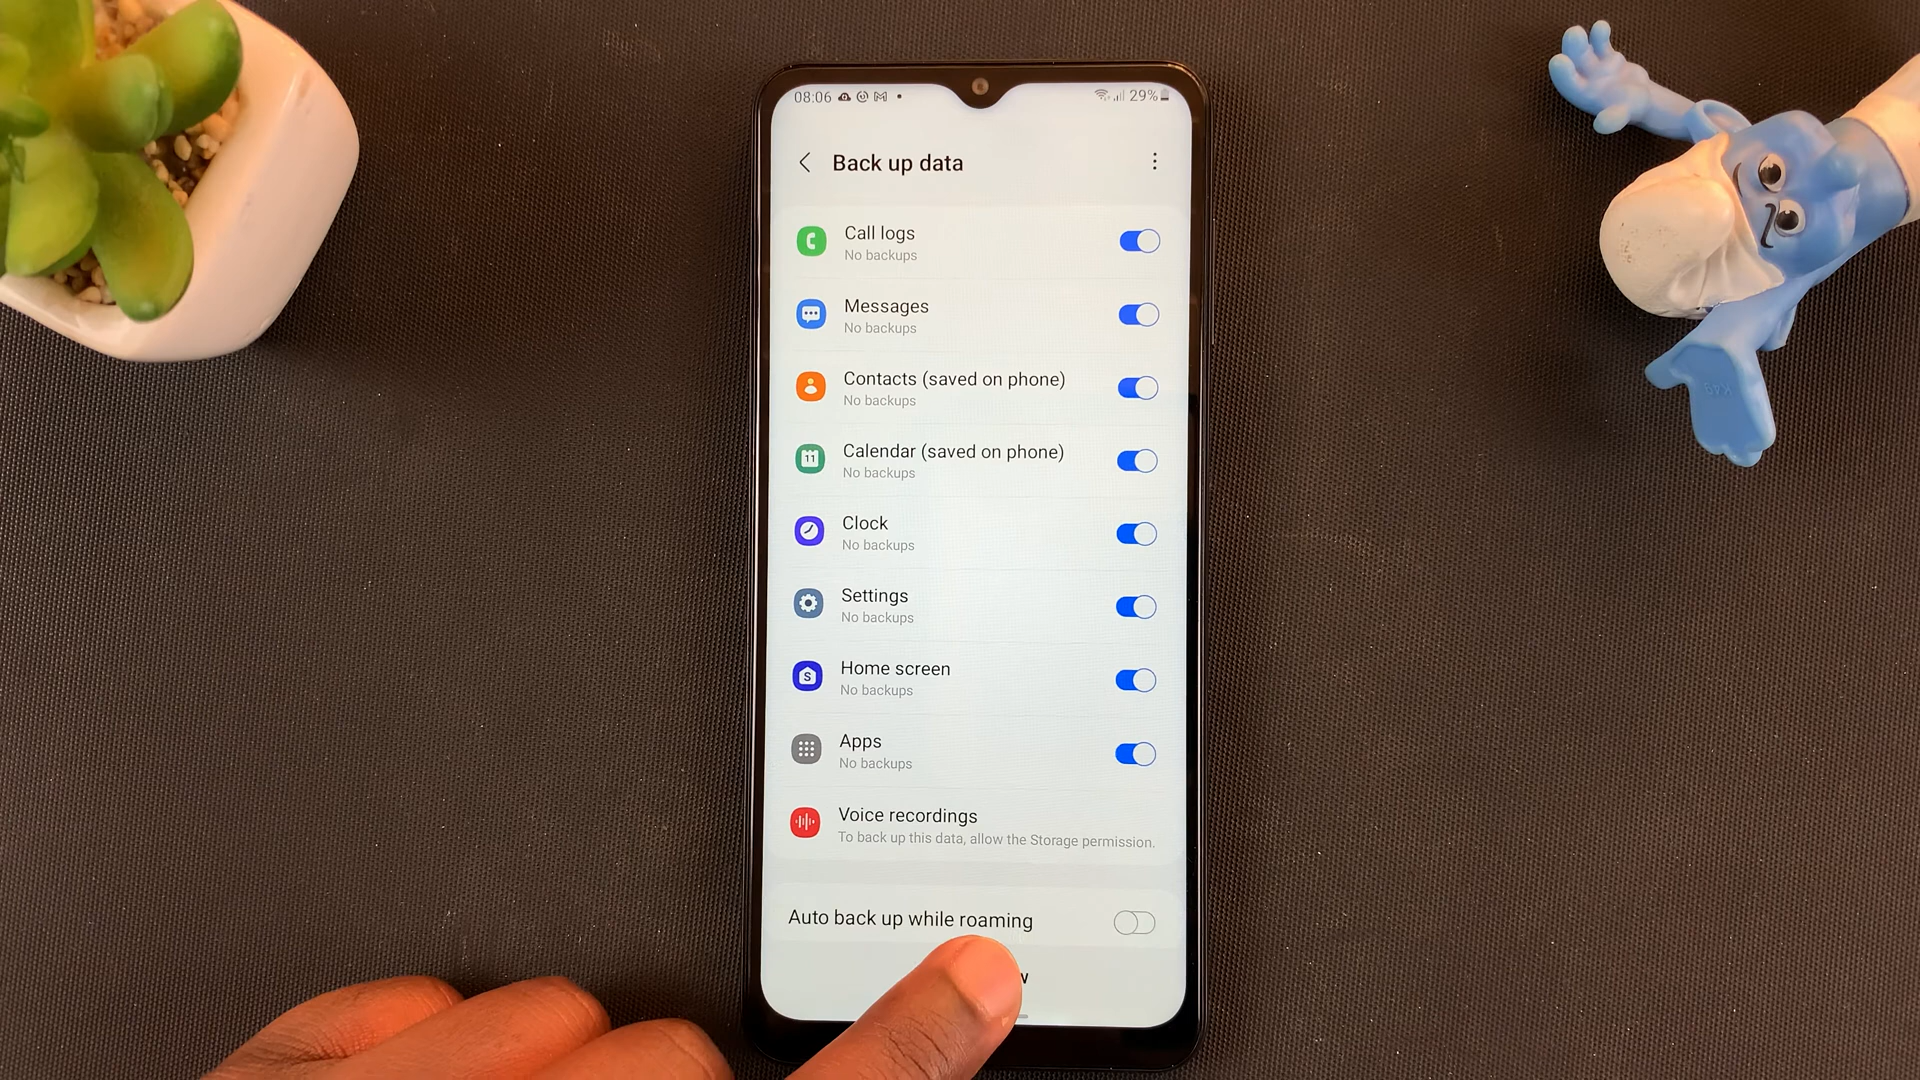 08:06
29%
Back up data
Call logs
No backups
Messages
No backups
Contacts (saved on phone)
No backups
Calendar (saved on phone)
No backups
11
Clock
No backups
Settings
No backups
Home screen
No backups
S
Apps
No backups
Voice recordings
To back up this data, allow the Storage permission.
Auto back up while roaming
w